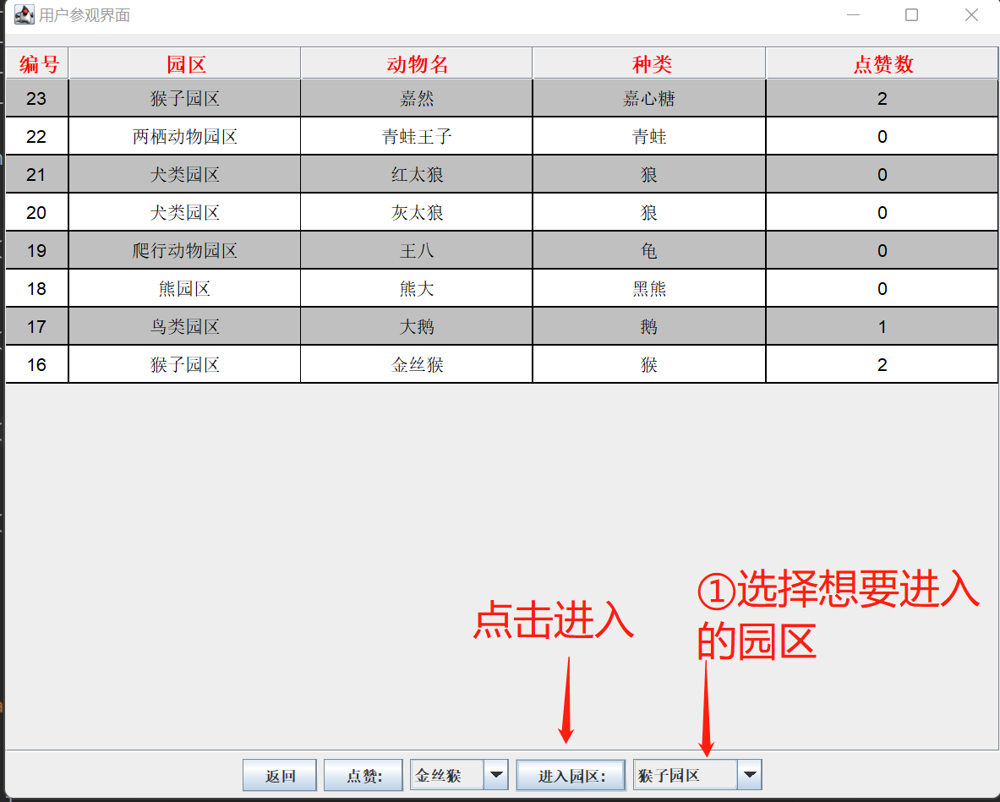 用户参观界面
编号 园区 动物名 种类 点赞数
23 猴子园区 嘉然 嘉心糖 2
22 两栖动物园区 青蛙王子 青蛙 0
21 犬类园区 红太狼 狼 0
20 犬类园区 灰太狼 狼 0
19 爬行动物园区 王八 龟 0
18 熊园区 熊大 黑熊 0
17 鸟类园区 大鹅 鹅 1
16 猴子园区 金丝猴 猴 2
①选择想要进入
的园区
点击进入
返回 点赞: 金丝猴 进入园区: 猴子园区